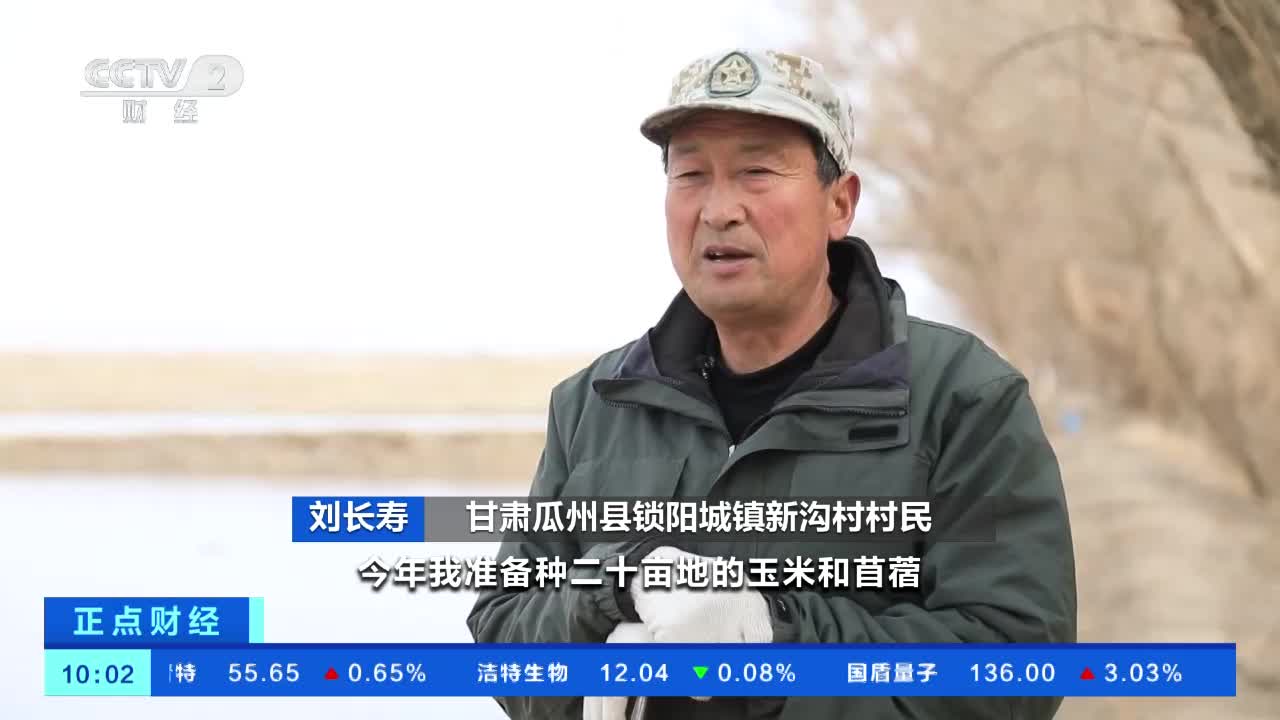 CCTV 2
财 经
刘长寿 甘肃瓜州县锁阳城镇新沟村村民
今年我准备种二十亩地的玉米和苜蓿
正点财经
10:02 特 55.65 ▲ 0.65% 洁特生物 12.04 ▼ 0.08% 国盾量子 136.00 ▲ 3.03%